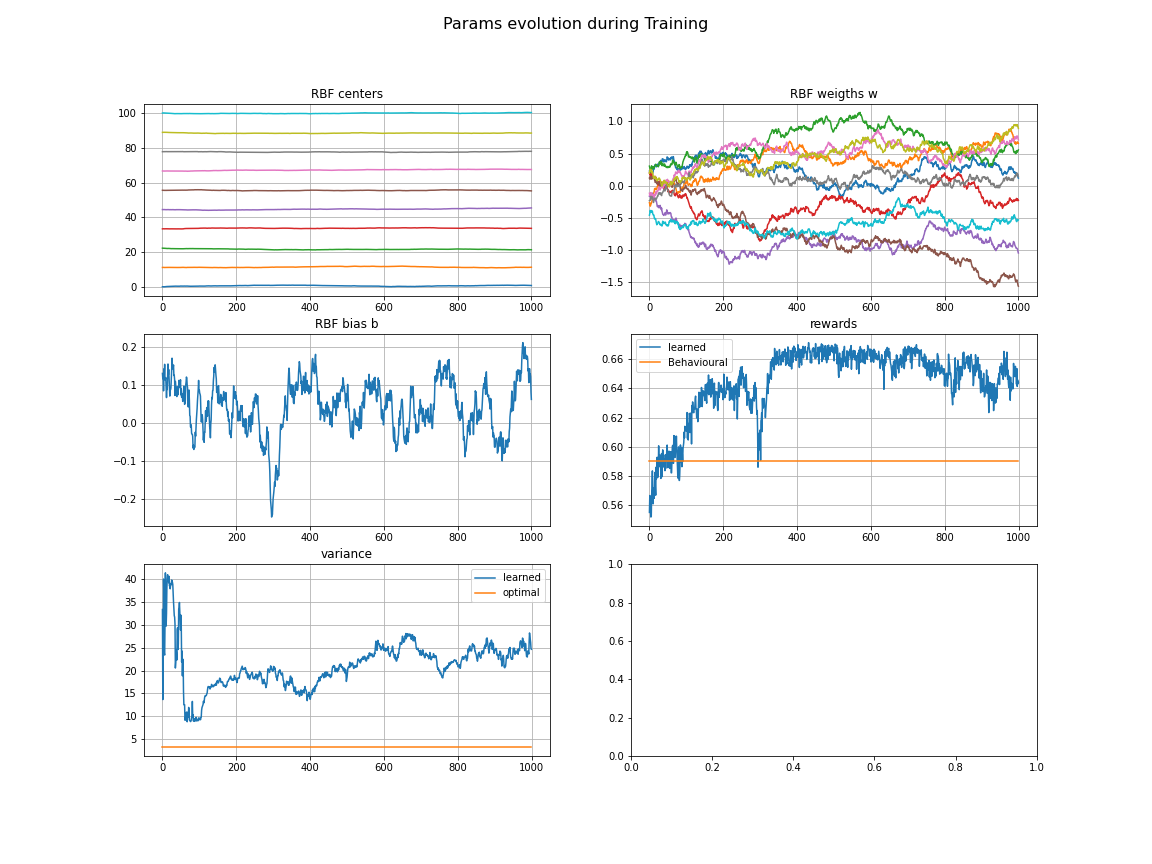 Params evolution during Training
RBF centers
100
80
60
40
20
0
0 200 400 600 800 1000
RBF weigths w
1.0
0.5
0.0
−0.5
−1.0
−1.5
0 200 400 600 800 1000
RBF bias b
0.2
0.1
0.0
−0.1
−0.2
0 200 400 600 800 1000
rewards
learned
Behavioural
0.66
0.64
0.62
0.60
0.58
0.56
0 200 400 600 800 1000
variance
learned
optimal
40
35
30
25
20
15
10
5
0 200 400 600 800 1000
1.0
0.8
0.6
0.4
0.2
0.0
0.0 0.2 0.4 0.6 0.8 1.0